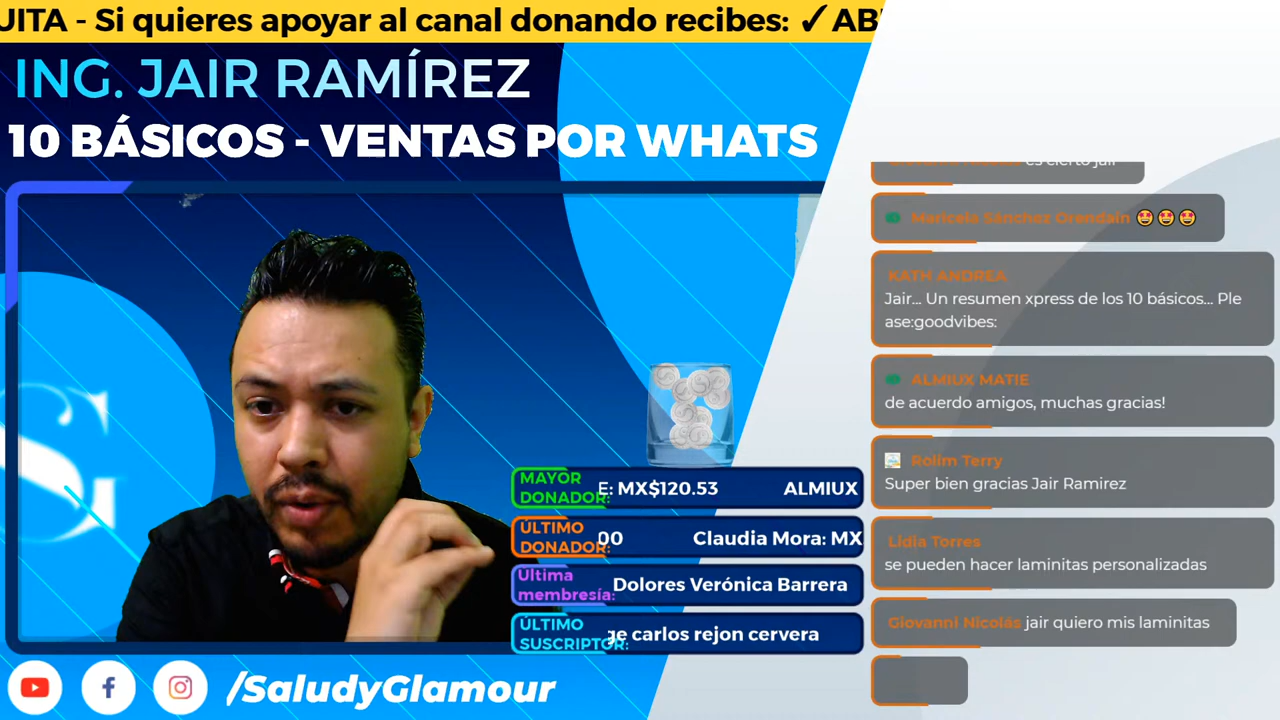 UITA - Si quieres apoyar al canal donando recibes: ✓AB
ING. JAIR RAMÍREZ
10 BÁSICOS - VENTAS POR WHATS
es cierto jair
Maricela Sánchez Orendain 🤩🤩🤩
KATH ANDREA
Jair... Un resumen xpress de los 10 básicos... Ple
ase:goodvibes:
ALMIUX MATIE
de acuerdo amigos, muchas gracias!
Rolim Terry
Super bien gracias Jair Ramirez
Lidia Torres
se pueden hacer laminitas personalizadas
Giovanni Nicolás jair quiero mis laminitas
S
MAYOR
DONADOR: E: MX$120.53 ALMIUX
ÚLTIMO
DONADOR: 00 Claudia Mora: MX
Ultima
membresía: Dolores Verónica Barrera
ÚLTIMO
SUSCRIPTOR: ge carlos rejon cervera
/SaludyGlamour